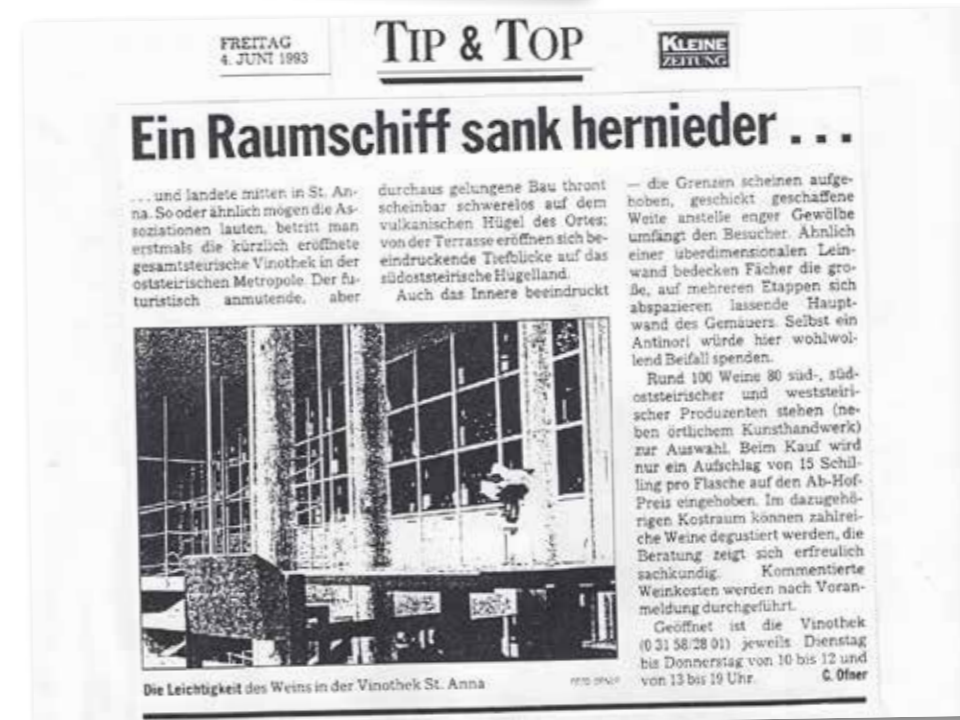 FREITAG
4. JUNI 1993
TIP & TOP
KLEINE
ZEITUNG
Ein Raumschiff sank hernieder . . .
. . . und landete mitten in St. An-
na. So oder ähnlich mögen die As-
soziationen lauten, betritt man
erstmals die kürzlich eröffnete
gesamtsteirische Vinothek in der
oststeirischen Metropole. Der fu-
turistisch anmutende, aber
durchaus gelungene Bau thront
scheinbar schwerelos auf dem
vulkanischen Hügel des Ortes;
von der Terrasse eröffnen sich be-
eindruckende Tiefblicke auf das
südoststeirische Hügelland.
Auch das Innere beeindruckt
— die Grenzen scheinen aufge-
hoben, geschickt geschaffene
Weite anstelle enger Gewölbe
umfängt den Besucher. Ähnlich
einer überdimensionalen Lein-
wand bedecken Fächer die gro-
ße, auf mehreren Etappen sich
abspazieren lassende Haupt-
wand des Gemäuers. Selbst ein
Antinori würde hier wohlwol-
lend Beifall spenden.
Rund 100 Weine 80 süd-, süd-
oststeirischer und weststeiri-
scher Produzenten stehen (ne-
ben örtlichem Kunsthandwerk)
zur Auswahl. Beim Kauf wird
nur ein Aufschlag von 15 Schil-
ling pro Flasche auf den Ab-Hof-
Preis eingehoben. Im dazugehö-
rigen Kostraum können zahlrei-
che Weine degustiert werden, die
Beratung zeigt sich erfreulich
sachkundig. Kommentierte
Weinkosten werden nach Voran-
meldung durchgeführt.
Geöffnet ist die Vinothek
(0 31 58/28 01) jeweils Dienstag
bis Donnerstag von 10 bis 12 und
von 13 bis 19 Uhr. G. Ofner
Die Leichtigkeit des Weins in der Vinothek St. Anna